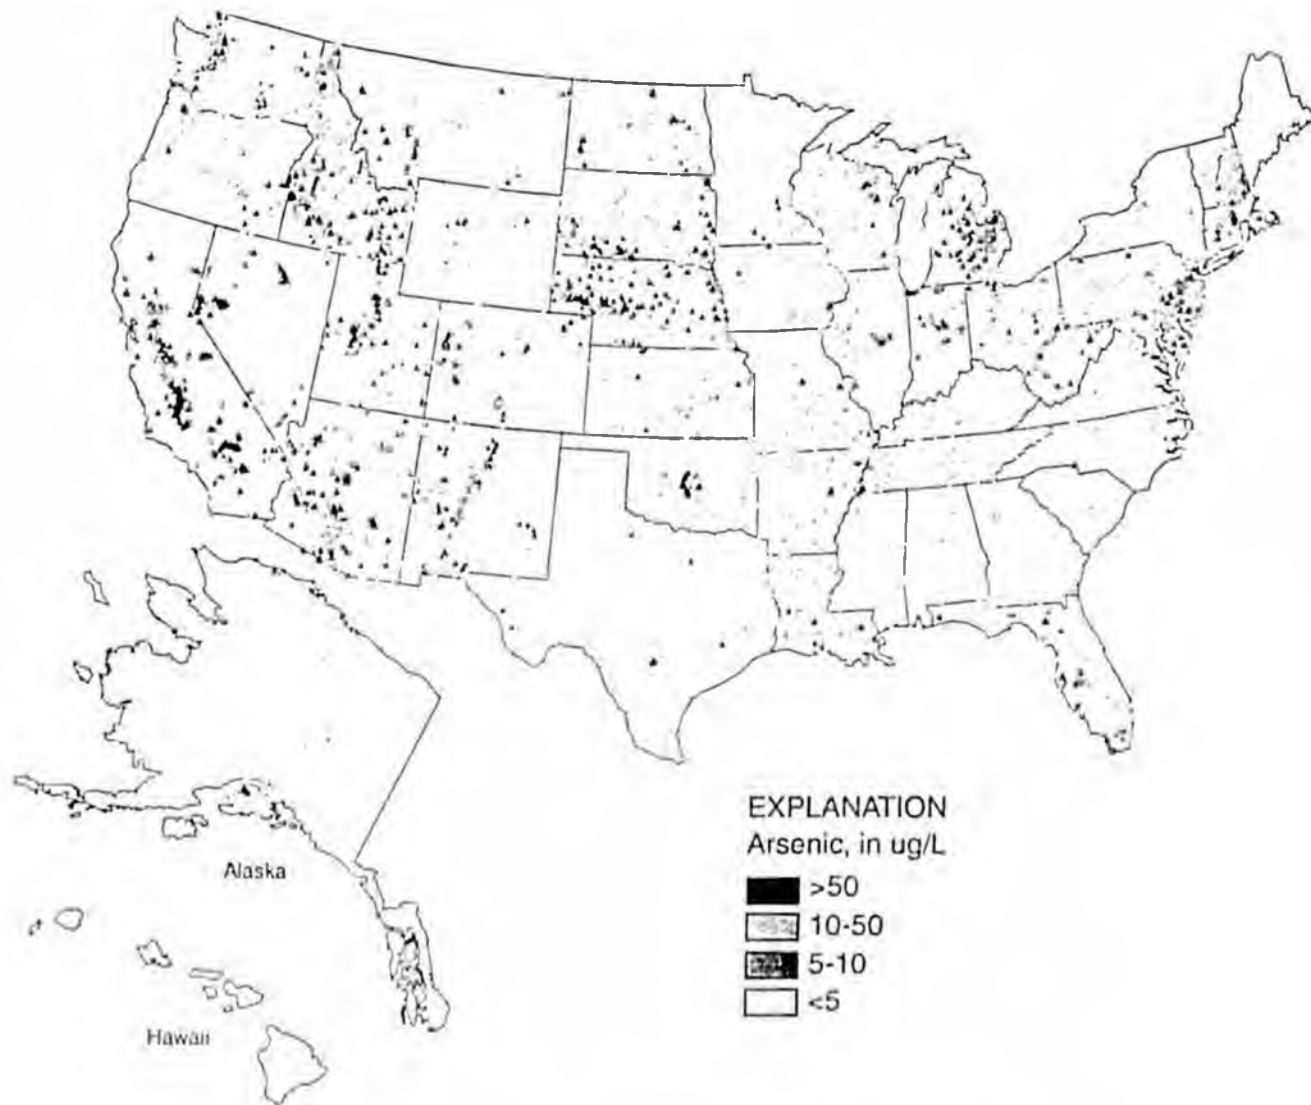 EXPLANATION
Arsenic, in ug/L
>50
10-50
5-10
<5
Alaska
Hawaii